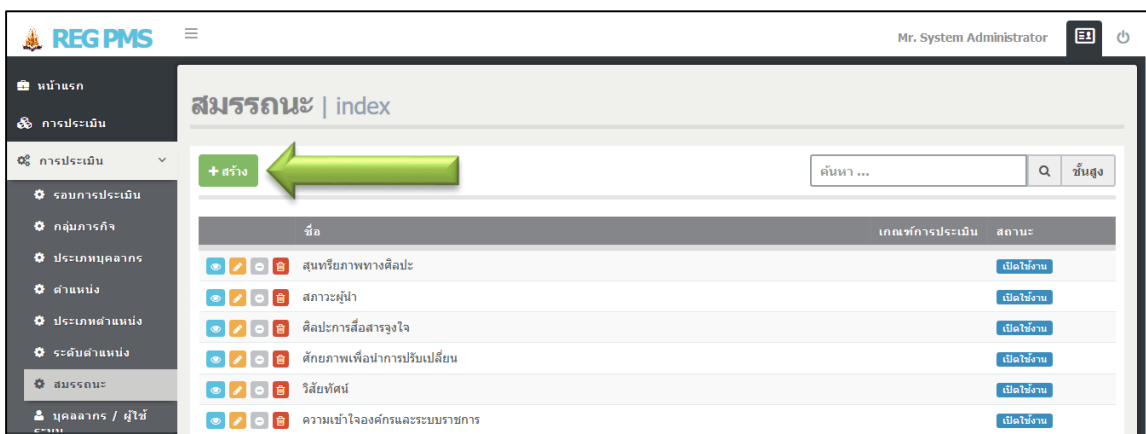 REG PMS
Mr. System Administrator
หน้าแรก
การประเมิน
การประเมิน
รอบการประเมิน
กลุ่มภารกิจ
ประเภทบุคลากร
ตำแหน่ง
ประเภทตำแหน่ง
ระดับตำแหน่ง
สมรรถนะ
บุคลากร / ผู้ใช้
ระบบ
สมรรถนะ | index
+ สร้าง
ค้นหา ...
ขั้นสูง
ชื่อ เกณฑ์การประเมิน สถานะ
สุนทรียภาพทางศิลปะ เปิดใช้งาน
สภาวะผู้นำ เปิดใช้งาน
ศิลปะการสื่อสารจูงใจ เปิดใช้งาน
ศักยภาพเพื่อนำการปรับเปลี่ยน เปิดใช้งาน
วิสัยทัศน์ เปิดใช้งาน
ความเข้าใจองค์กรและระบบราชการ เปิดใช้งาน